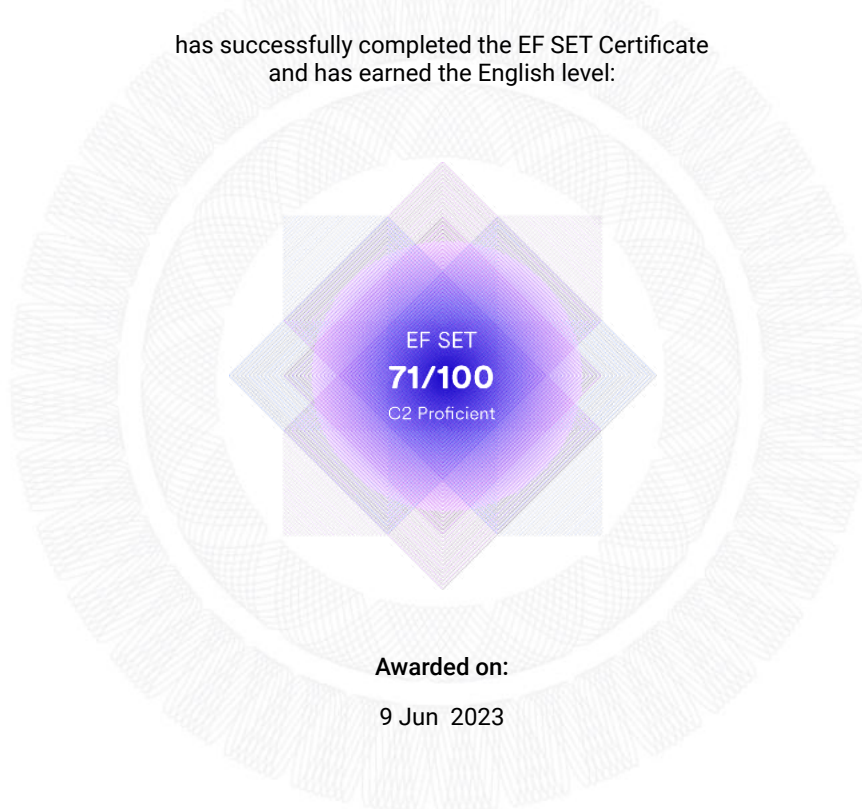 has successfully completed the EF SET Certificate
and has earned the English level:
EF SET
71/100
C2 Proficient
Awarded on:
9 Jun 2023